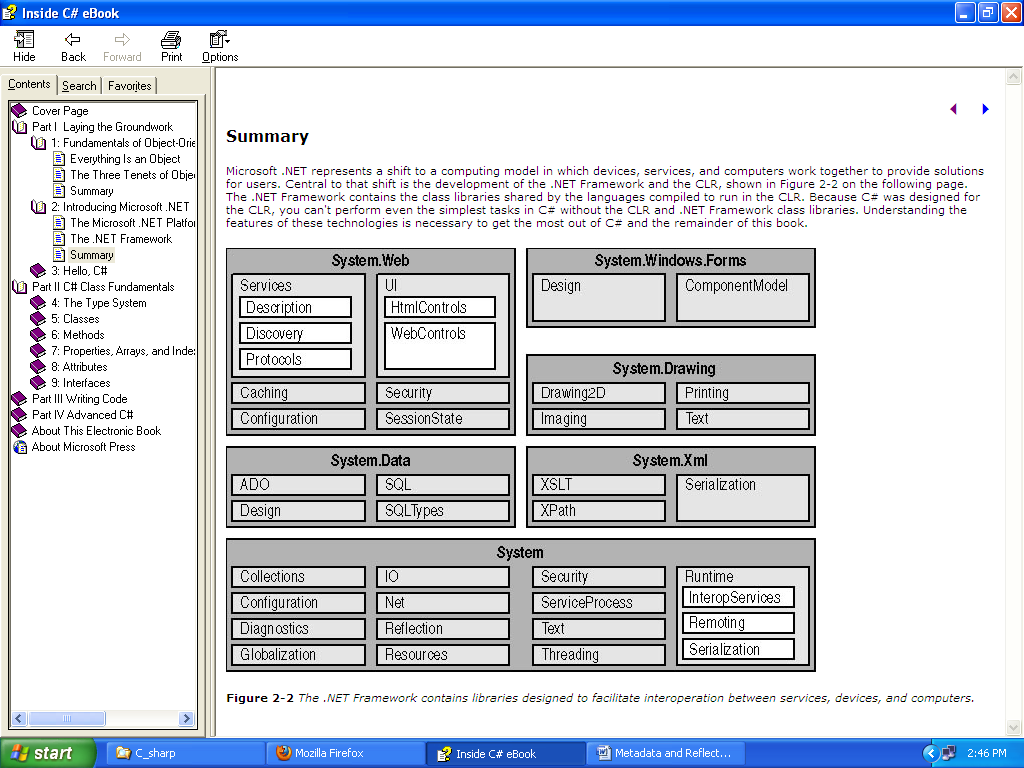 Inside C# eBook
Hide Back Forward Print Options
Contents Search Favorites
Cover Page
Part I Laying the Groundwork
1: Fundamentals of Object-Orie
Everything Is an Object
The Three Tenets of Obje
Summary
2: Introducing Microsoft .NET
The Microsoft .NET Platfor
The .NET Framework
Summary
3: Hello, C#
Part II C# Class Fundamentals
4: The Type System
5: Classes
6: Methods
7: Properties, Arrays, and Index
8: Attributes
9: Interfaces
Part III Writing Code
Part IV Advanced C#
About This Electronic Book
About Microsoft Press
Summary
Microsoft .NET represents a shift to a computing model in which devices, services, and computers work together to provide solutions
for users. Central to that shift is the development of the .NET Framework and the CLR, shown in Figure 2-2 on the following page.
The .NET Framework contains the class libraries shared by the languages compiled to run in the CLR. Because C# was designed for
the CLR, you can't perform even the simplest tasks in C# without the CLR and .NET Framework class libraries. Understanding the
features of these technologies is necessary to get the most out of C# and the remainder of this book.
System.Web
Services
Description
Discovery
Protocols
UI
HtmlControls
WebControls
Caching
Security
Configuration
SessionState
System.Windows.Forms
Design
ComponentModel
System.Drawing
Drawing2D
Printing
Imaging
Text
System.Data
ADO
SQL
Design
SQLTypes
System.Xml
XSLT
Serialization
XPath
System
Collections
IO
Security
Runtime
InteropServices
Configuration
Net
ServiceProcess
Remoting
Diagnostics
Reflection
Text
Serialization
Globalization
Resources
Threading
Figure 2-2 The .NET Framework contains libraries designed to facilitate interoperation between services, devices, and computers.
start C_sharp Mozilla Firefox Inside C# eBook Metadata and Reflect... 2:46 PM